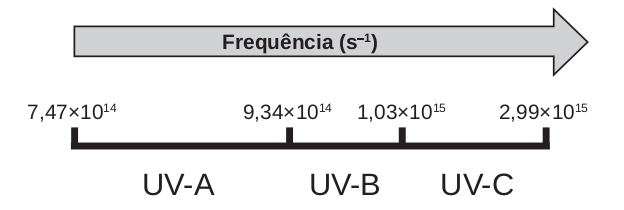 Frequência (s⁻¹)
7,47×10¹⁴ 9,34×10¹⁴ 1,03×10¹⁵ 2,99×10¹⁵
UV-A UV-B UV-C